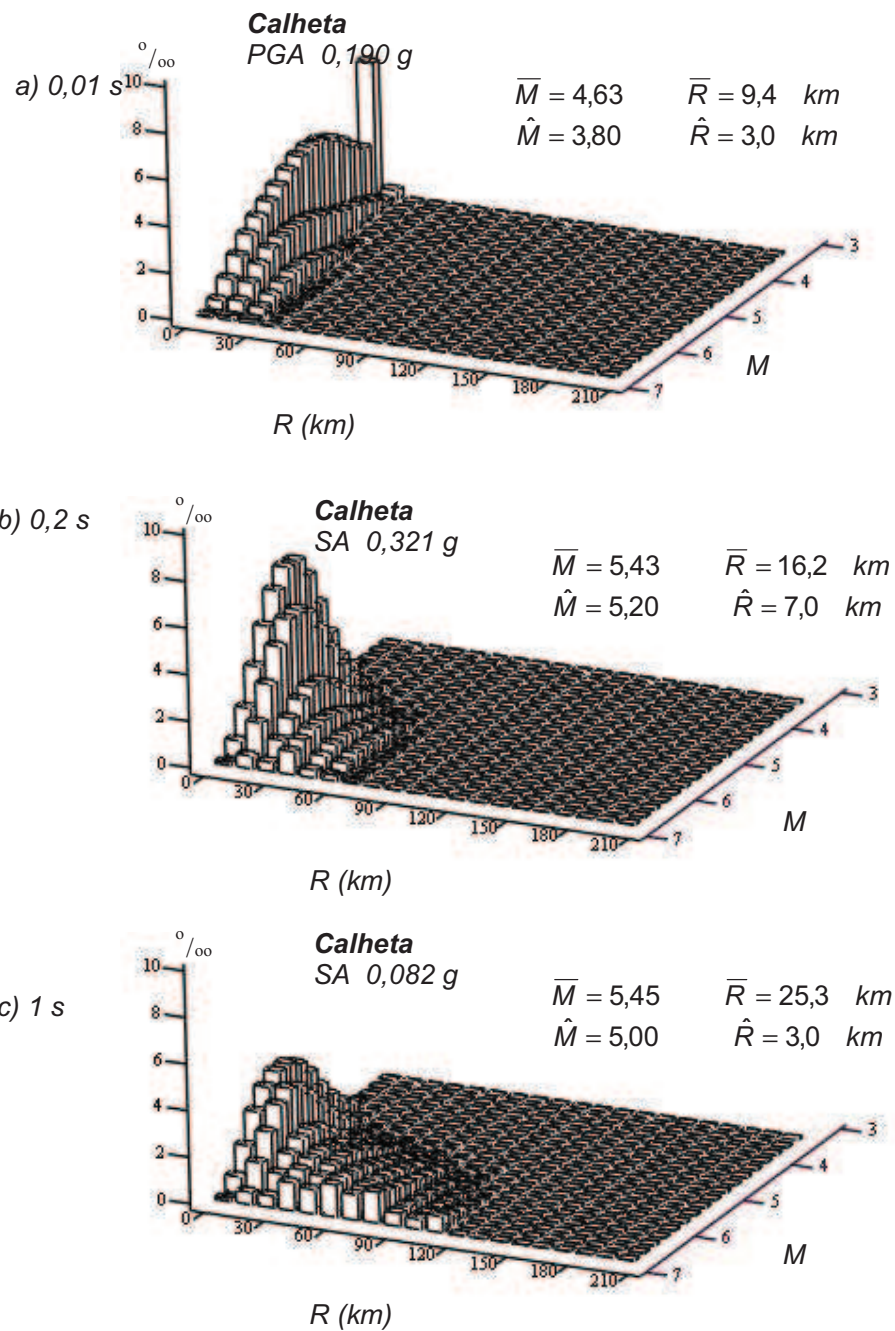 Calheta
PGA 0,190 g
a) 0,01 s
o/oo
M̅ = 4,63 R̅ = 9,4 km
M̂ = 3,80 R̂ = 3,0 km
10
8
6
4
2
0
0 30 60 90 120 150 180 210
3
4
5
6
7
M
R (km)
b) 0,2 s
o/oo
Calheta
SA 0,321 g
M̅ = 5,43 R̅ = 16,2 km
M̂ = 5,20 R̂ = 7,0 km
10
8
6
4
2
0
0 30 60 90 120 150 180 210
3
4
5
6
7
M
R (km)
c) 1 s
o/oo
Calheta
SA 0,082 g
M̅ = 5,45 R̅ = 25,3 km
M̂ = 5,00 R̂ = 3,0 km
10
8
6
4
2
0
0 30 60 90 120 150 180 210
3
4
5
6
7
M
R (km)